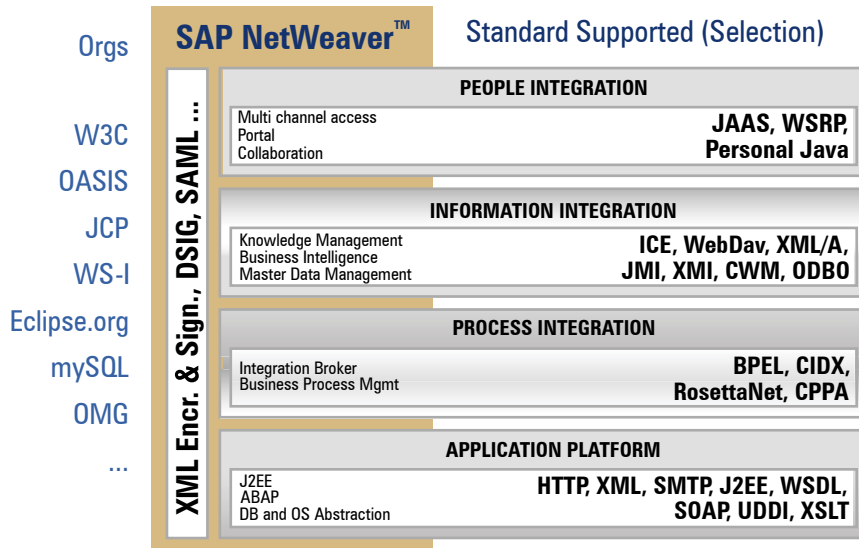 Orgs
W3C
OASIS
JCP
WS-I
Eclipse.org
mySQL
OMG
...
SAP NetWeaver™
Standard Supported (Selection)
XML Encr. & Sign., DSIG, SAML ...
PEOPLE INTEGRATION
Multi channel access
Portal
Collaboration
JAAS, WSRP,
Personal Java
INFORMATION INTEGRATION
Knowledge Management
Business Intelligence
Master Data Management
ICE, WebDav, XML/A,
JMI, XMI, CWM, ODBO
PROCESS INTEGRATION
Integration Broker
Business Process Mgmt
BPEL, CIDX,
RosettaNet, CPPA
APPLICATION PLATFORM
J2EE
ABAP
DB and OS Abstraction
HTTP, XML, SMTP, J2EE, WSDL,
SOAP, UDDI, XSLT